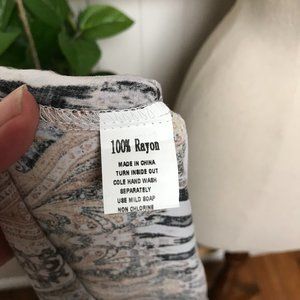 100% Rayon
MADE IN CHINA
TURN INSIDE OUT
COLE HAND WASH
SEPARATELY
USE MILD SOAP
NON CHLORINE